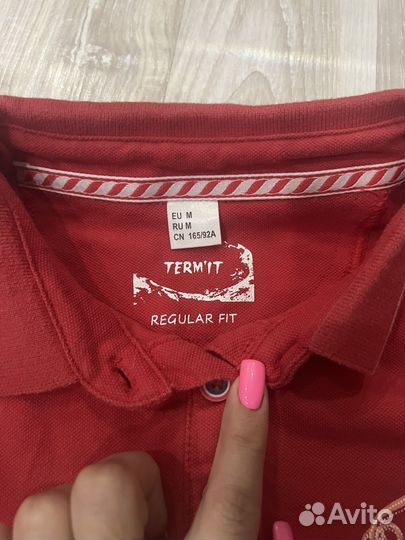 EU M
RU M
CN 165/92A
TERM'IT
REGULAR FIT
Avito